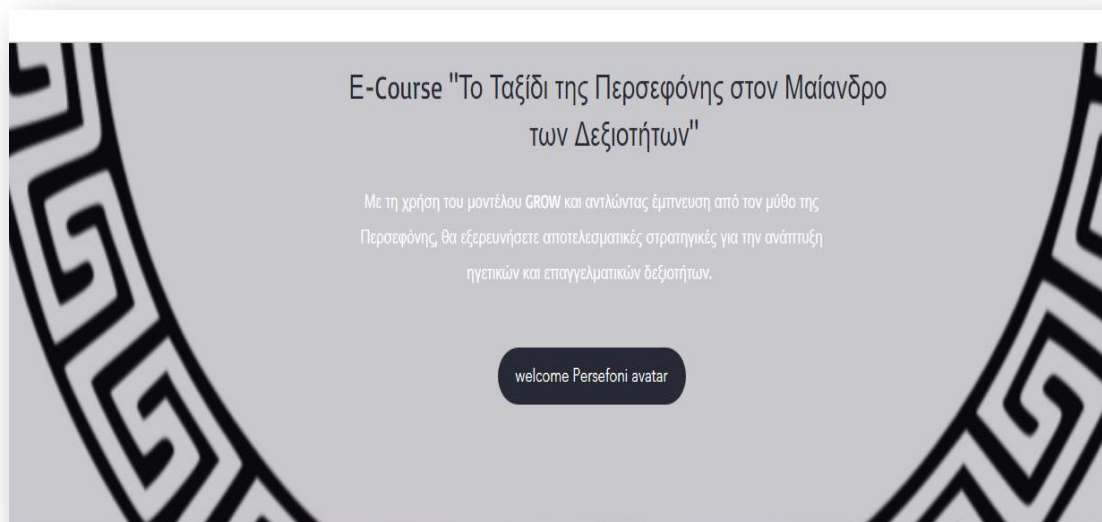 E-Course "Το Ταξίδι της Περσεφόνης στον Μαίανδρο
των Δεξιοτήτων"
Με τη χρήση του μοντέλου GROW και αντλώντας έμπνευση από τον μύθο της
Περσεφόνης, θα εξερευνήσετε αποτελεσματικές στρατηγικές για την ανάπτυξη
ηγετικών και επαγγελματικών δεξιοτήτων.
welcome Persefoni avatar